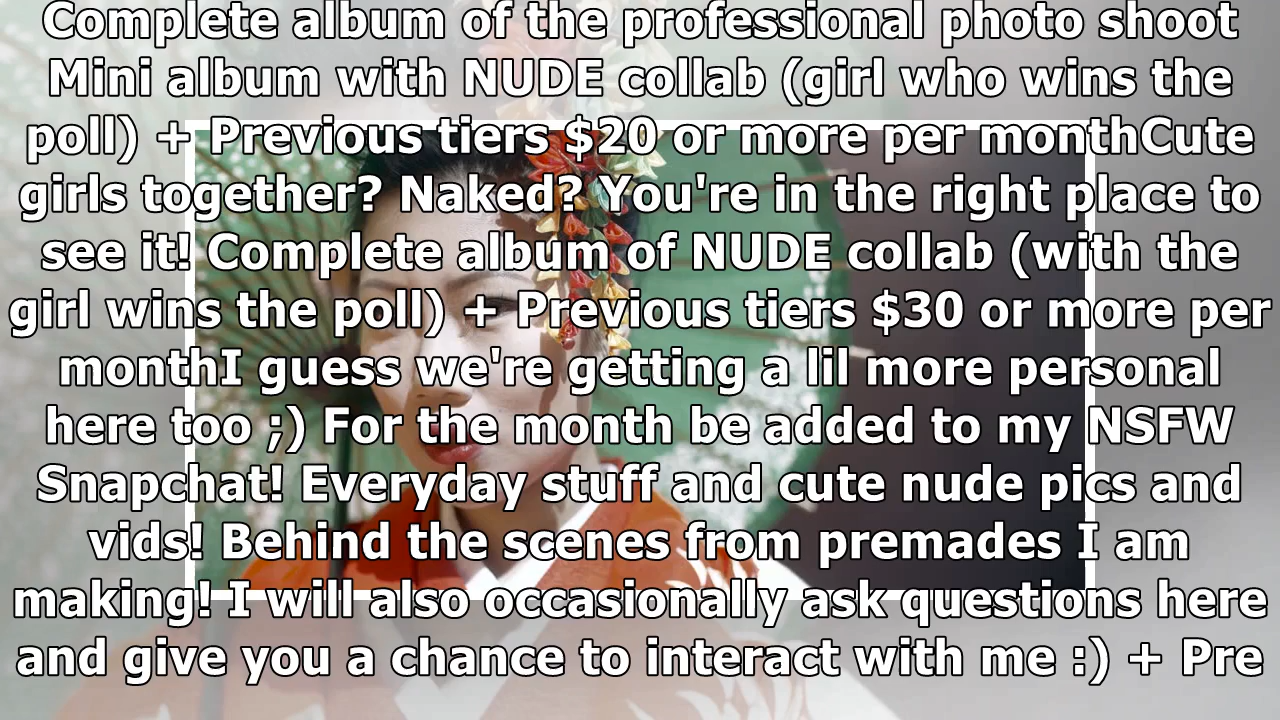 Complete album of the professional photo shoot
Mini album with NUDE collab (girl who wins the
poll) + Previous tiers $20 or more per monthCute
girls together? Naked? You're in the right place to
see it! Complete album of NUDE collab (with the
girl wins the poll) + Previous tiers $30 or more per
monthI guess we're getting a lil more personal
here too ;) For the month be added to my NSFW
Snapchat! Everyday stuff and cute nude pics and
vids! Behind the scenes from premades I am
making! I will also occasionally ask questions here
and give you a chance to interact with me :) + Pre